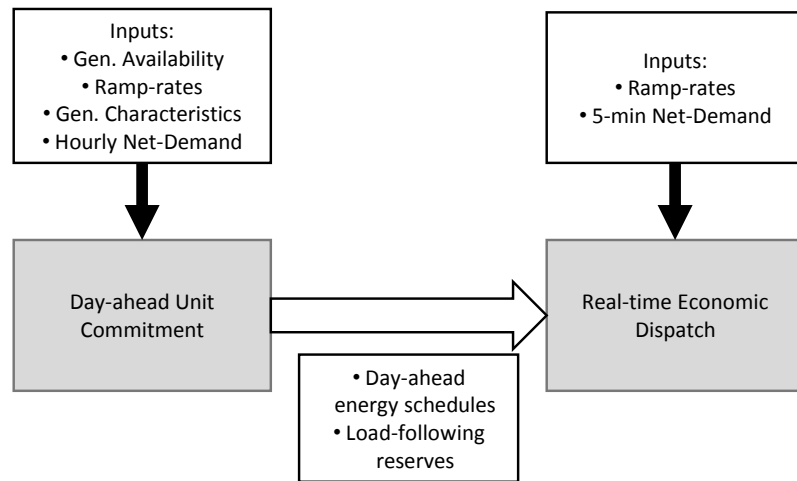 Inputs:
• Gen. Availability
• Ramp-rates
• Gen. Characteristics
• Hourly Net-Demand
Inputs:
• Ramp-rates
• 5-min Net-Demand
Day-ahead Unit
Commitment
Real-time Economic
Dispatch
• Day-ahead
energy schedules
• Load-following
reserves